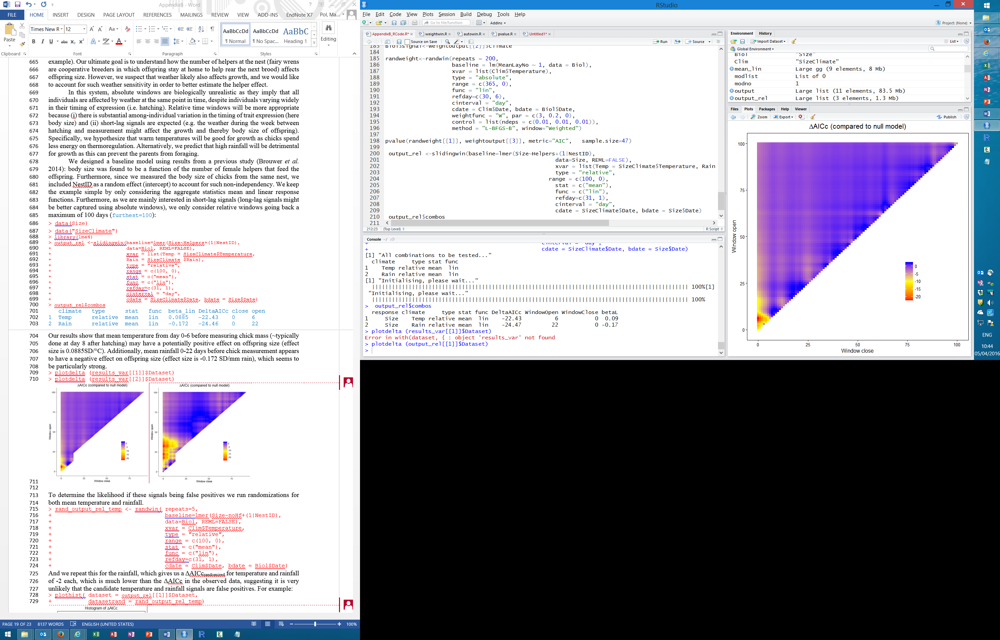 AppendixB - Word
FILE HOME INSERT DESIGN PAGE LAYOUT REFERENCES MAILINGS REVIEW VIEW ADD-INS EndNote X7 Pol, Ma...
Times New R 12
AaBbCcDd AaBbCcDd AaBbC
Paste
¶ Normal ¶ No Spac... Heading 1
Editing
Clipboard Font Paragraph Styles
665 example). Our ultimate goal is to understand how the number of helpers at the nest (fairy wrens
666 are cooperative breeders in which offspring stay at home to help rear the next brood) affects
667 offspring size. However, we suspect that weather likely also affects growth, and we would like
668 to account for such weather sensitivity in order to better estimate the helper effect.
669 In this system, absolute windows are biologically unrealistic as they imply that all
670 individuals are affected by weather at the same point in time, despite individuals varying widely
671 in their timing of expression (i.e. hatching). Relative time windows will be more appropriate
672 because (i) there is substantial among-individual variation in the timing of trait expression (here
673 body size) and (ii) short-lag signals are expected (e.g. the weather during the week between
674 hatching and measurement might affect the growth and thereby body size of offspring).
675 Specifically, we hypothesize that warm temperatures will be good for growth as chicks spend
676 less energy on thermoregulation. Alternatively, we predict that high rainfall will be detrimental
677 for growth as this can prevent the parents from foraging.
678 We designed a baseline model using results from a previous study (Brouwer et al.
679 2014): body size was found to be a function of the number of female helpers that feed the
680 offspring. Furthermore, since we measured the body size of chicks from the same nest, we
681 included NestID as a random effect (intercept) to account for such non-independency. We keep
682 the example simple by only considering the aggregate statistics mean and linear response
683 functions. Furthermore, as we are mainly interested in short-lag signals (long-lag signals might
684 be better captured using absolute windows), we only consider relative windows going back a
685 maximum of 100 days (furthest=100):
686 > data(Size)
687 > data("SizeClimate")
688 > library(lme4)
689 > output_rel <-slidingwin(baseline=lmer(Size~Helpers+(1|NestID),
690 + data=Biol, REML=FALSE),
691 + xvar = list(Temp = SizeClimate$Temperature,
692 + Rain = SizeClimate $Rain),
693 + type = "relative",
694 + range = c(100, 0),
695 + stat = c("mean"),
696 + func = c("lin"),
697 + refday=c(31, 1),
698 + cinterval = "day",
699 + cdate = SizeClimate$Date, bdate = Size$Date)
700 > output_rel$combos
701 climate type stat func beta_lin DeltaAICc close open
702 1 Temp relative mean lin 0.0885 -22.43 0 6
703 2 Rain relative mean lin -0.172 -24.46 0 22
704 Our results show that mean temperature from day 0-6 before measuring chick mass (~typically
705 done at day 8 after hatching) may have a potentially positive effect on offspring size (effect
706 size is 0.0885SD/°C). Additionally, mean rainfall 0-22 days before chick measurement appears
707 to have a negative effect on offspring size (effect size is -0.172 SD/mm rain), which seems to
708 be particularly strong.
709 > plotdelta (results_var[[1]]$Dataset)
710 > plotdelta (results_var[[2]]$Dataset)
ΔAICc (compared to null model) ΔAICc (compared to null model)
100 75 50 25 0
Window open
0 -5 -10 -15 -20
0 25 50 75
Window close
100 75 50 25 0
Window open
0 -5 -10 -15 -20
0 25 50 75
Window close
711
712
713 To determine the likelihood if these signals being false positives we run randomizations for
714 both mean temperature and rainfall.
715 > rand_output_rel_temp <- randwin( repeats=5,
716 + baseline=lmer(Size~noHf+(1|NestID),
717 + data=Biol, REML=FALSE),
718 + xvar = Clim$Temperature,
719 + type = "relative",
720 + range = c(100, 0),
721 + stat = c("mean"),
722 + func = c("lin"),
723 + refday=c(31, 1),
724 + cdate = Clim$Date, bdate = Biol$Date)
725 And we repeat this for the rainfall, which gives us a ΔAICcrandomized for temperature and rainfall
726 of -2 each, which is much lower than the ΔAICc in the observed data, suggesting it is very
727 unlikely that the candidate temperature and rainfall signals are false positives. For example:
728 > plothist( dataset = output_rel[[1]]$Dataset,
729 + datasetrand = rand_output_rel_temp)
Histogram of ΔAICc
PAGE 19 OF 23 8137 WORDS ENGLISH (UNITED STATES) 100%
RStudio
File Edit Code View Plots Session Build Debug Tools Help
Go to file/function Addins
Project: (None)
AppendixB_RCode.R* weightwin.R autowin.R pvalue.R Untitled1*
Source on Save Run Source
183 Biol$signal<-weightoutput[[2]]$climate
184
185 randweight<-randwin(repeats = 200,
186 baseline = lm(MeanLayNo ~ 1, data = Biol),
187 xvar = list(Clim$Temperature),
188 type = "absolute",
189 range = c(365, 0),
190 func = "lin",
191 refday=c(30, 6),
192 cinterval = "day",
193 cdate = Clim$Date, bdate = Biol$Date,
194 weightfunc = "W", par = c(3, 0.2, 0),
195 control = list(ndeps = c(0.01, 0.01, 0.01)),
196 method = "L-BFGS-B", window="Weighted")
197
198 pvalue(randweight[[1]], weightoutput[[3]], metric="AIC", sample.size=47)
199
200 output_rel <-slidingwin(baseline=lmer(Size~Helpers+(1|NestID),
201 data=Size, REML=FALSE),
202 xvar = list(Temp = SizeClimate$Temperature, Rain
203 type = "relative",
204 range = c(100, 0),
205 stat = c("mean"),
206 func = c("lin"),
207 refday=c(31, 1),
208 cinterval = "day",
209 cdate = SizeClimate$Date, bdate = Size$Date)
210 output_rel$combos
211
212:23 (Top Level) R Script
Console ~/
+ cinterval = "day",
+ cdate = SizeClimate$Date, bdate = Size$Date)
[1] "All combinations to be tested..."
climate type stat func
1 Temp relative mean lin
2 Rain relative mean lin
[1] "Initialising, please wait..."
100%[1]
"Initialising, please wait..."
100%
> output_rel$combos
response climate type stat func DeltaAICc WindowOpen WindowClose betaL
1 Size Temp relative mean lin -22.43 6 0 0.09
2 Size Rain relative mean lin -24.47 22 0 -0.17
> plotdelta (results_var[[1]]$Dataset)
Error in with(dataset, { : object 'results_var' not found
> plotdelta (output_rel[[1]]$Dataset)
>
Environment History
Import Dataset List
Global Environment
Biol "Size"
Clim "SizeClimate"
mean_lin Large gg (9 elements, 8 Mb)
modlist List of 0
modno 1
output Large list (11 elements, 83.5 Mb)
output_rel Large list (3 elements, 1.3 Mb)
Files Plots Packages Help Viewer
Zoom Export Publish
ΔAICc (compared to null model)
100
75
50
25
0
Window open
0
-5
-10
-15
-20
0 25 50 75 100
Window close
ENG
10:44
05/04/2016